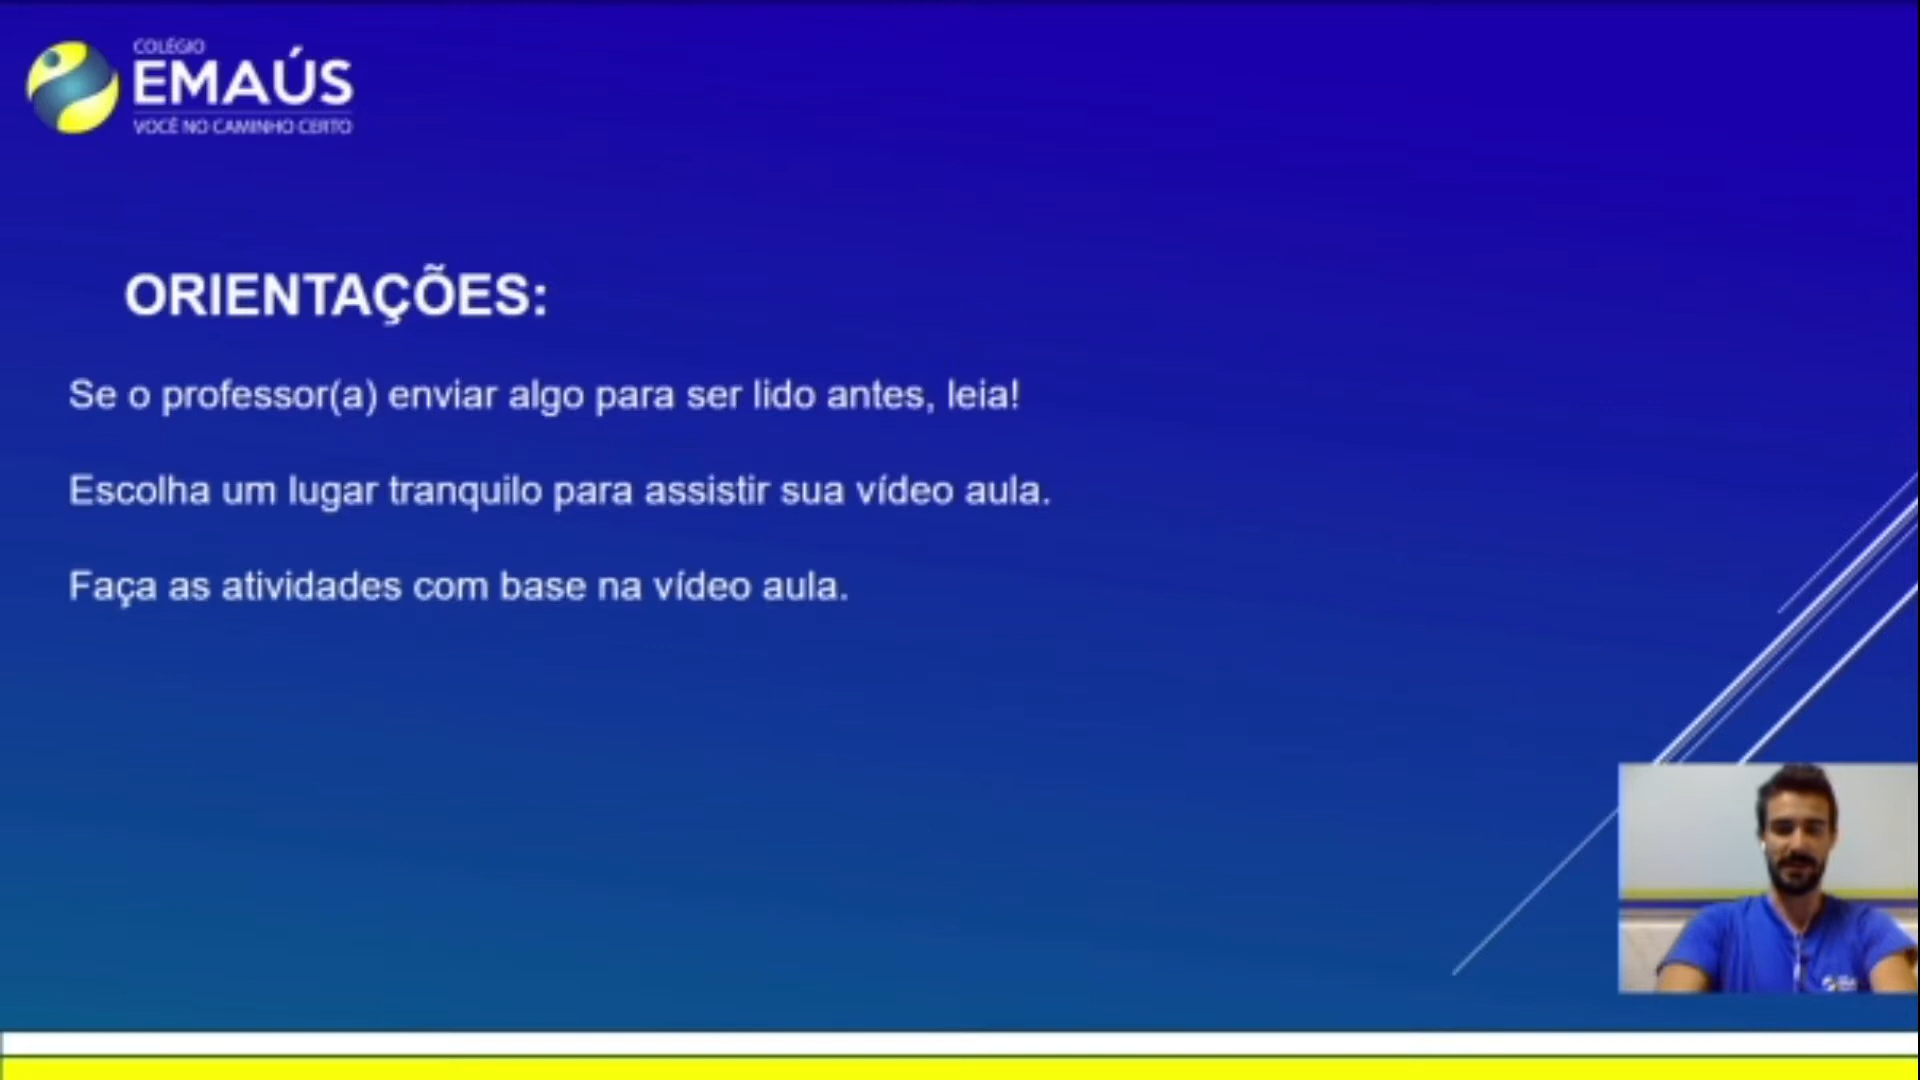 COLÉGIO
EMAÚS
VOCÊ NO CAMINHO CERTO
ORIENTAÇÕES:
Se o professor(a) enviar algo para ser lido antes, leia!
Escolha um lugar tranquilo para assistir sua vídeo aula.
Faça as atividades com base na vídeo aula.